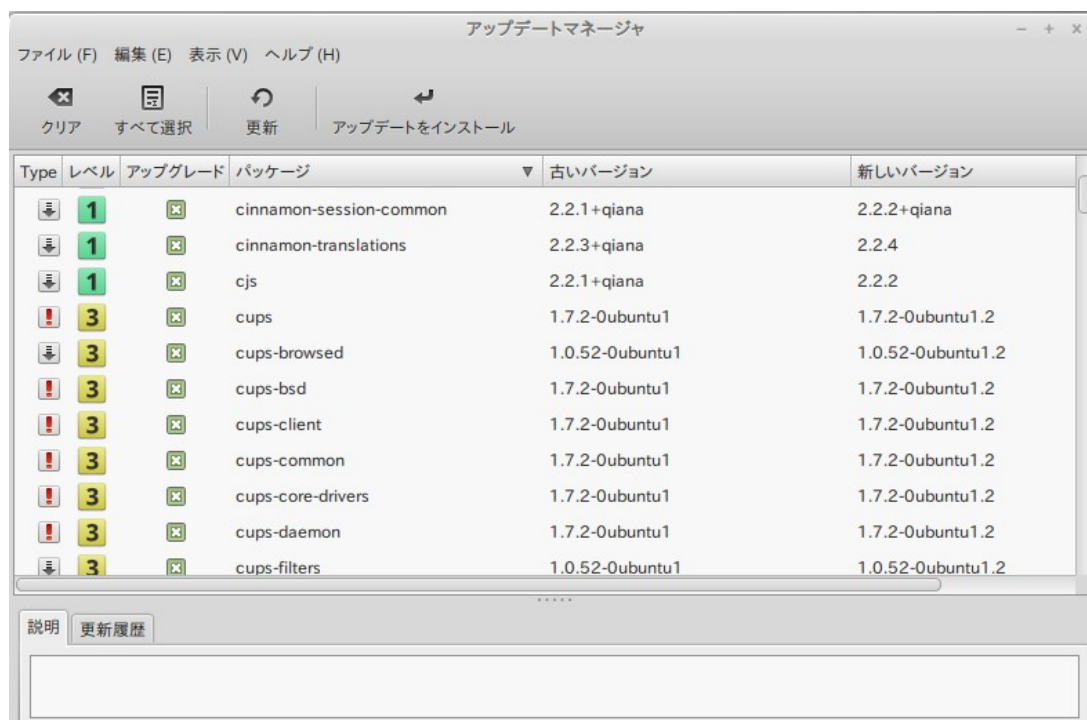 アップデートマネージャ
ファイル (F) 編集 (E) 表示 (V) ヘルプ (H)
クリア すべて選択 更新 アップデートをインストール
Type レベル アップグレード パッケージ 古いバージョン 新しいバージョン
1 cinnamon-session-common 2.2.1+qiana 2.2.2+qiana
1 cinnamon-translations 2.2.3+qiana 2.2.4
1 cjs 2.2.1+qiana 2.2.2
3 cups 1.7.2-0ubuntu1 1.7.2-0ubuntu1.2
3 cups-browsed 1.0.52-0ubuntu1 1.0.52-0ubuntu1.2
3 cups-bsd 1.7.2-0ubuntu1 1.7.2-0ubuntu1.2
3 cups-client 1.7.2-0ubuntu1 1.7.2-0ubuntu1.2
3 cups-common 1.7.2-0ubuntu1 1.7.2-0ubuntu1.2
3 cups-core-drivers 1.7.2-0ubuntu1 1.7.2-0ubuntu1.2
3 cups-daemon 1.7.2-0ubuntu1 1.7.2-0ubuntu1.2
3 cups-filters 1.0.52-0ubuntu1 1.0.52-0ubuntu1.2
説明 更新履歴